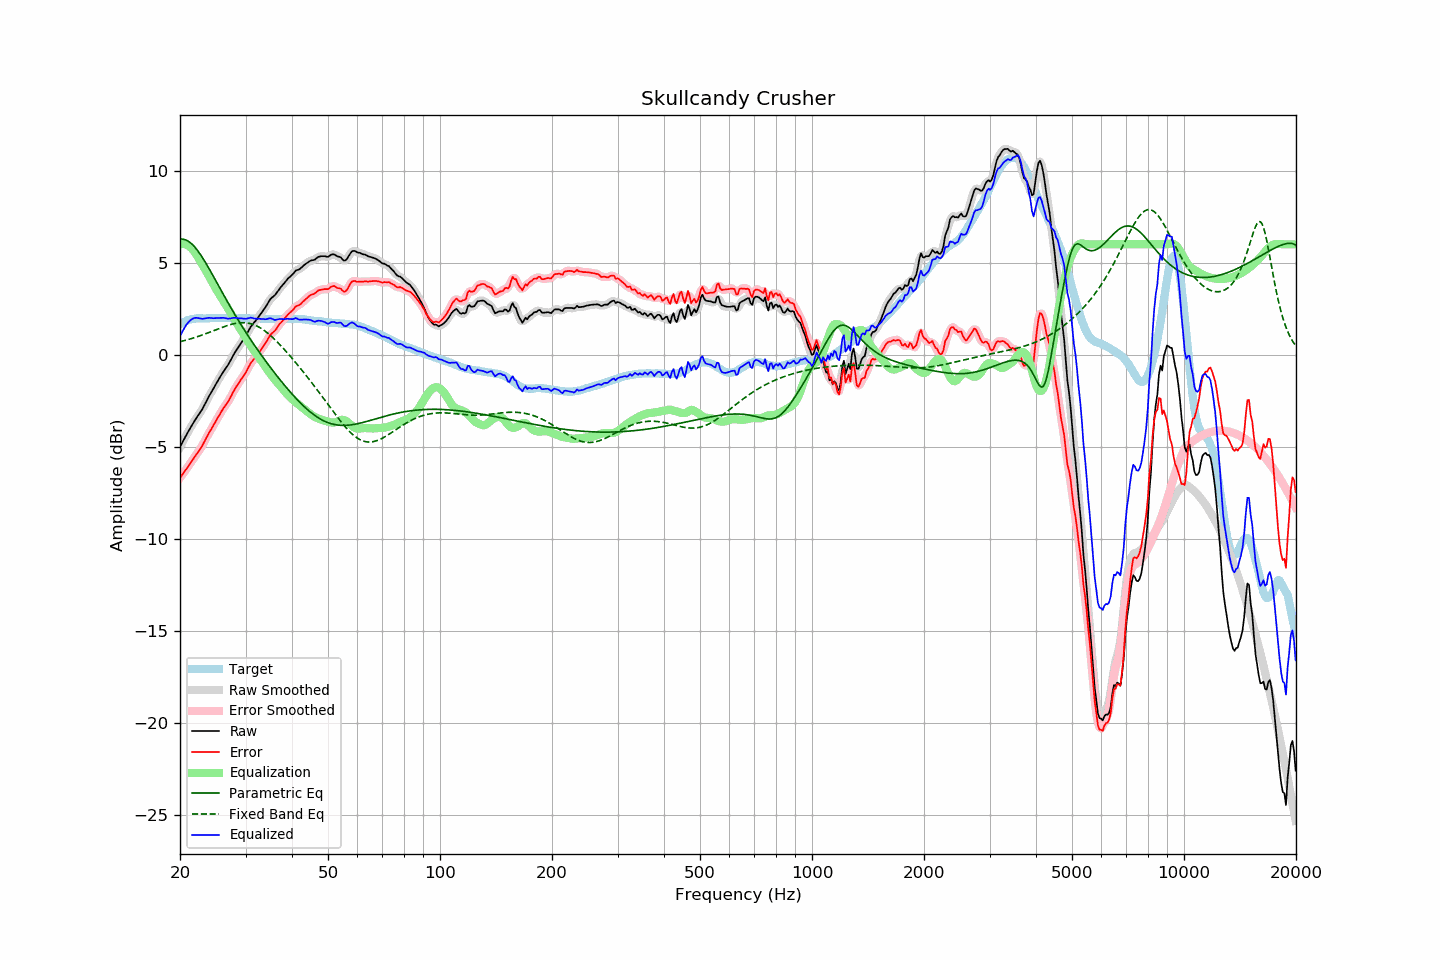 Skullcandy Crusher
Amplitude (dBr)
10
5
0
−5
−10
−15
−20
−25
Target
Raw Smoothed
Error Smoothed
Raw
Error
Equalization
Parametric Eq
Fixed Band Eq
Equalized
20 50 100 200 500 1000 2000 5000 10000 20000
Frequency (Hz)